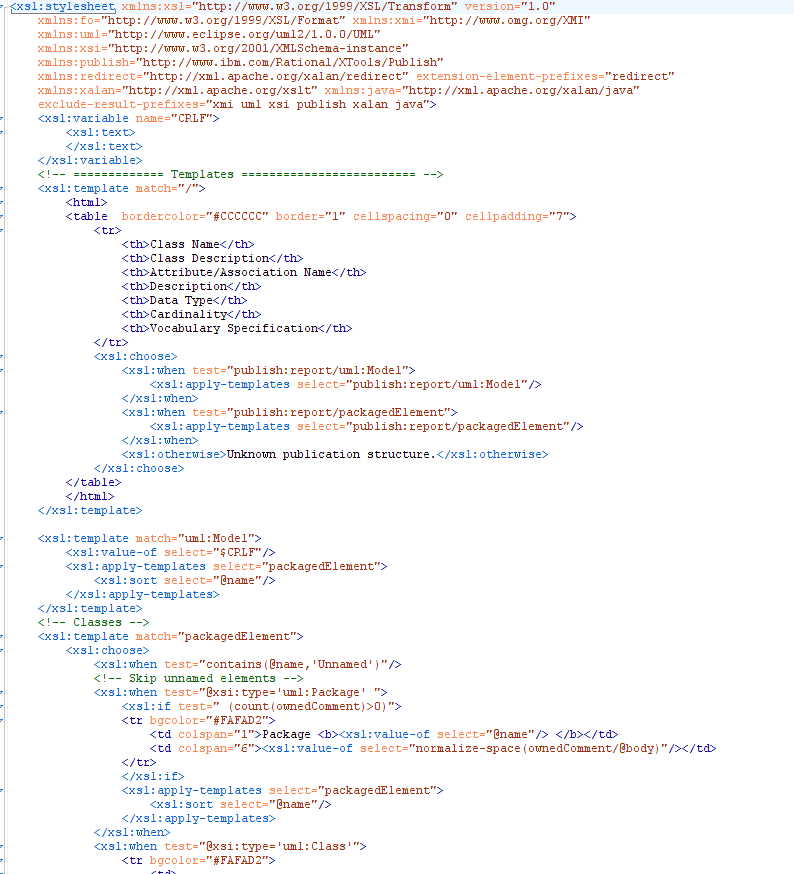 <xsl:stylesheet xmlns:xsl="http://www.w3.org/1999/XSL/Transform" version="1.0"
xmlns:fo="http://www.w3.org/1999/XSL/Format" xmlns:xmi="http://www.omg.org/XMI"
xmlns:uml="http://www.eclipse.org/uml2/1.0.0/UML"
xmlns:xsi="http://www.w3.org/2001/XMLSchema-instance"
xmlns:publish="http://www.ibm.com/Rational/XTools/Publish"
xmlns:redirect="http://xml.apache.org/xalan/redirect" extension-element-prefixes="redirect"
xmlns:xalan="http://xml.apache.org/xslt" xmlns:java="http://xml.apache.org/xalan/java"
exclude-result-prefixes="xmi uml xsi publish xalan java">
<xsl:variable name="CRLF">
<xsl:text>
</xsl:text>
</xsl:variable>
<!-- ============= Templates ========================= -->
<xsl:template match="/">
<html>
<table  bordercolor="#CCCCCC" border="1" cellspacing="0" cellpadding="7">
<tr>
<th>Class Name</th>
<th>Class Description</th>
<th>Attribute/Association Name</th>
<th>Description</th>
<th>Data Type</th>
<th>Cardinality</th>
<th>Vocabulary Specification</th>
</tr>
<xsl:choose>
<xsl:when test="publish:report/uml:Model">
<xsl:apply-templates select="publish:report/uml:Model"/>
</xsl:when>
<xsl:when test="publish:report/packagedElement">
<xsl:apply-templates select="publish:report/packagedElement"/>
</xsl:when>
<xsl:otherwise>Unknown publication structure.</xsl:otherwise>
</xsl:choose>
</table>
</html>
</xsl:template>
<xsl:template match="uml:Model">
<xsl:value-of select="$CRLF"/>
<xsl:apply-templates select="packagedElement">
<xsl:sort select="@name"/>
</xsl:apply-templates>
</xsl:template>
<!-- Classes -->
<xsl:template match="packagedElement">
<xsl:choose>
<xsl:when test="contains(@name,'Unnamed')"/>
<!-- Skip unnamed elements -->
<xsl:when test="@xsi:type='uml:Package' ">
<xsl:if test=" (count(ownedComment)>0)">
<tr bgcolor="#FAFAD2">
<td colspan="1">Package <b><xsl:value-of select="@name"/> </b></td>
<td colspan="6"><xsl:value-of select="normalize-space(ownedComment/@body)"/></td>
</tr>
</xsl:if>
<xsl:apply-templates select="packagedElement">
<xsl:sort select="@name"/>
</xsl:apply-templates>
</xsl:when>
<xsl:when test="@xsi:type='uml:Class'">
<tr bgcolor="#FAFAD2">
<td>